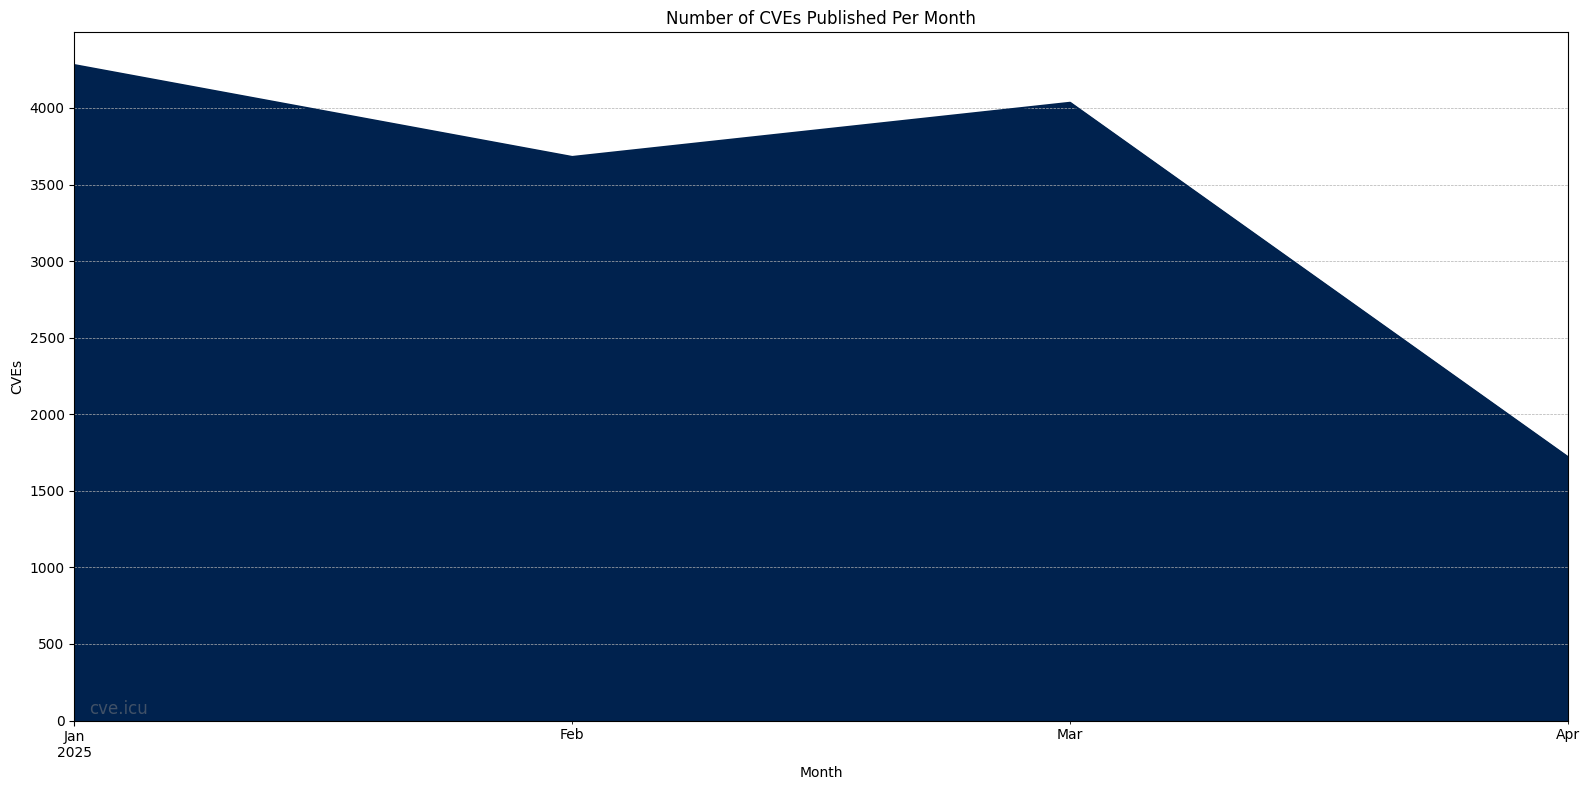 Number of CVEs Published Per Month
4000
3500
3000
2500
2000
1500
1000
500
0
CVEs
cve.icu
Jan
2025
Feb
Mar
Apr
Month